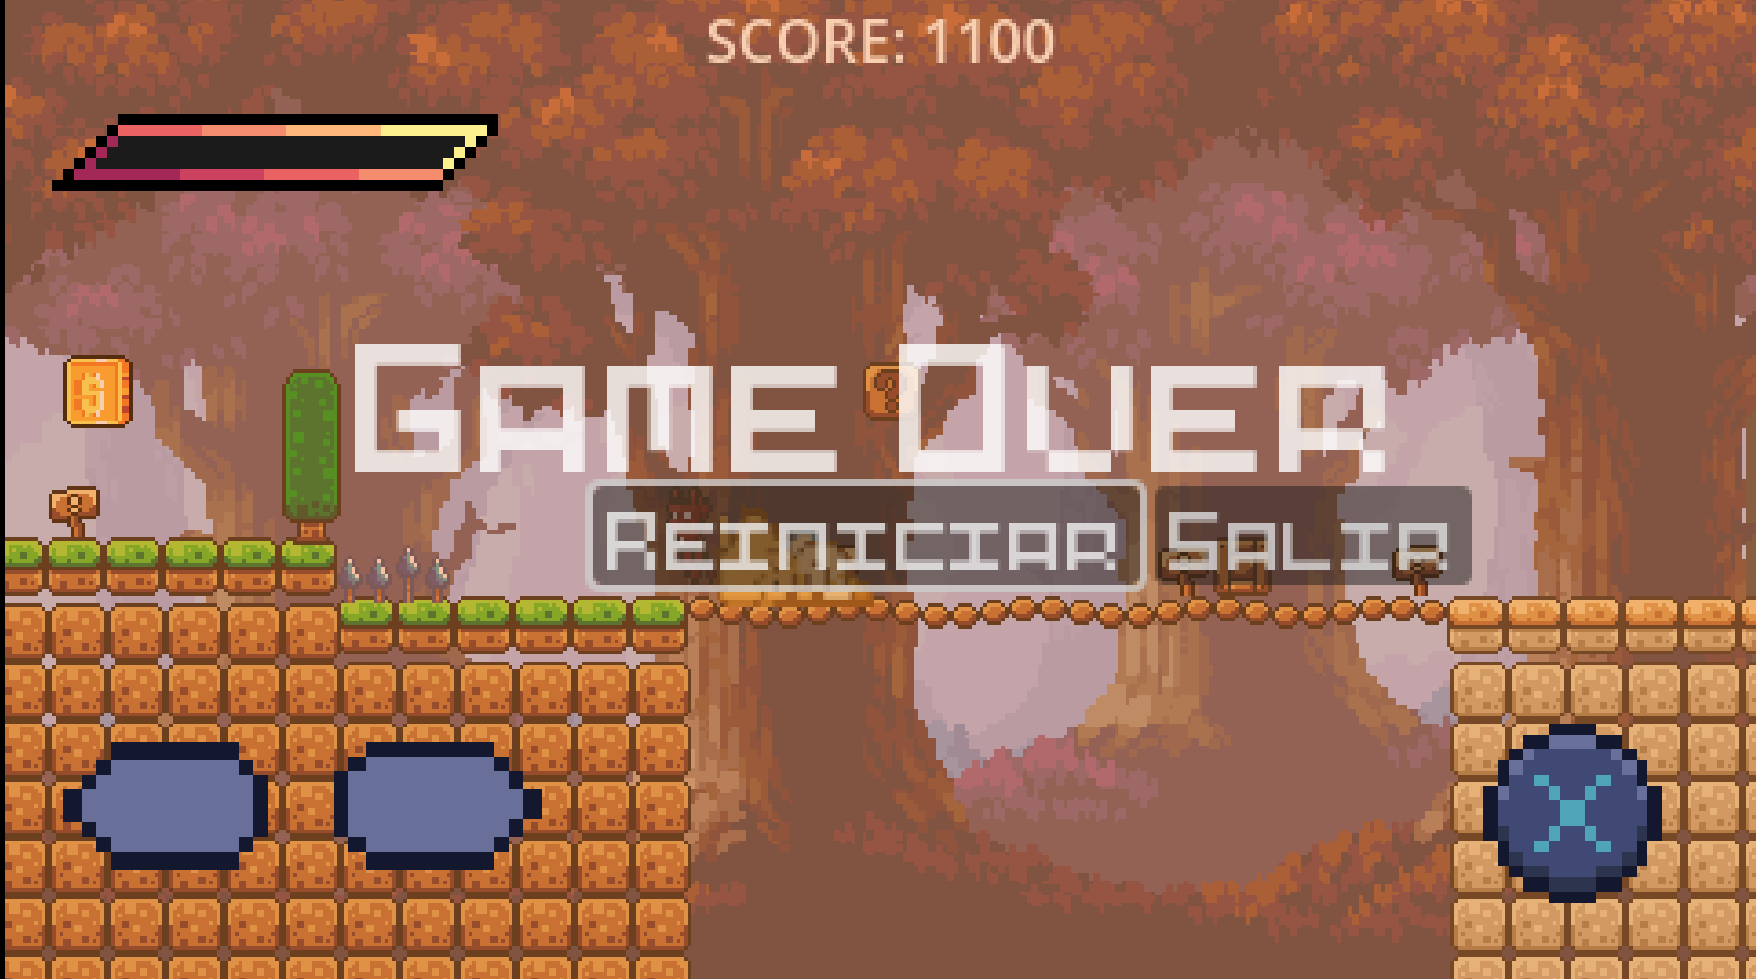 SCORE: 1100
$
?
GAME OVER
REINICIAR SALIR
X